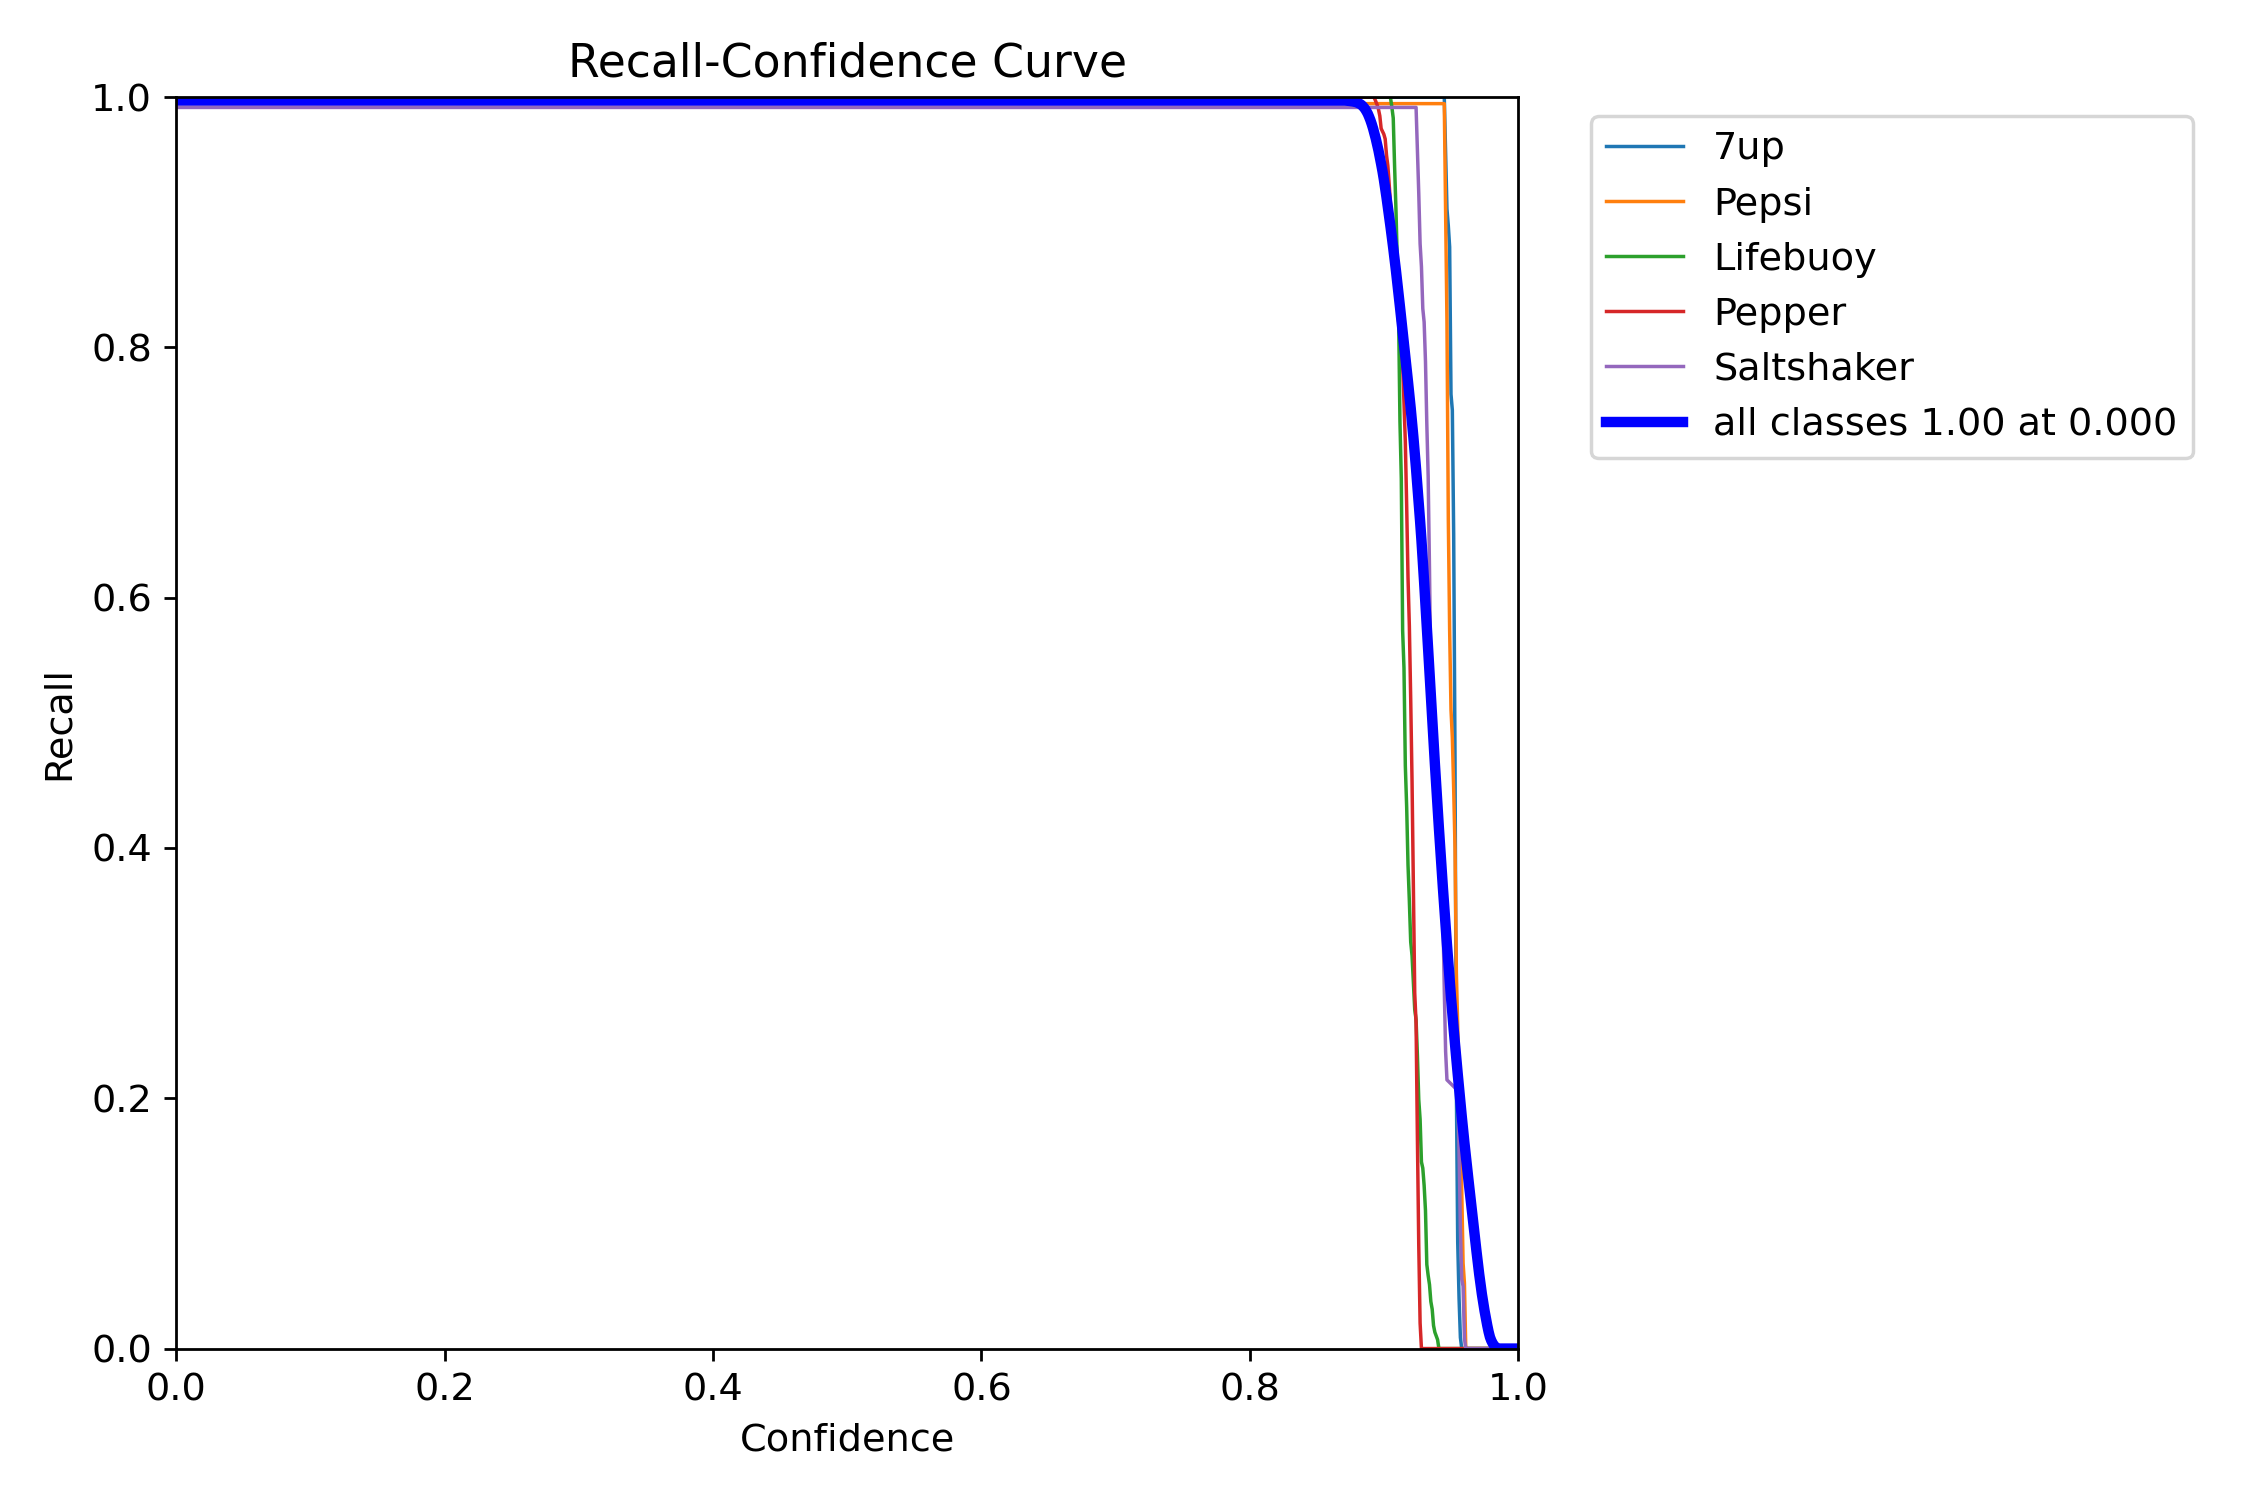 Recall-Confidence Curve
1.0
0.8
0.6
0.4
0.2
0.0
Recall
0.0 0.2 0.4 0.6 0.8 1.0
Confidence
7up
Pepsi
Lifebuoy
Pepper
Saltshaker
all classes 1.00 at 0.000